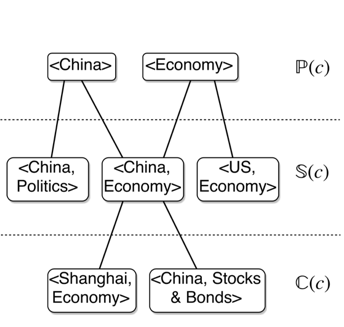 <China> <Economy> ℙ(c)
<China, Politics> <China, Economy> <US, Economy> 𝕊(c)
<Shanghai, Economy> <China, Stocks & Bonds> ℂ(c)